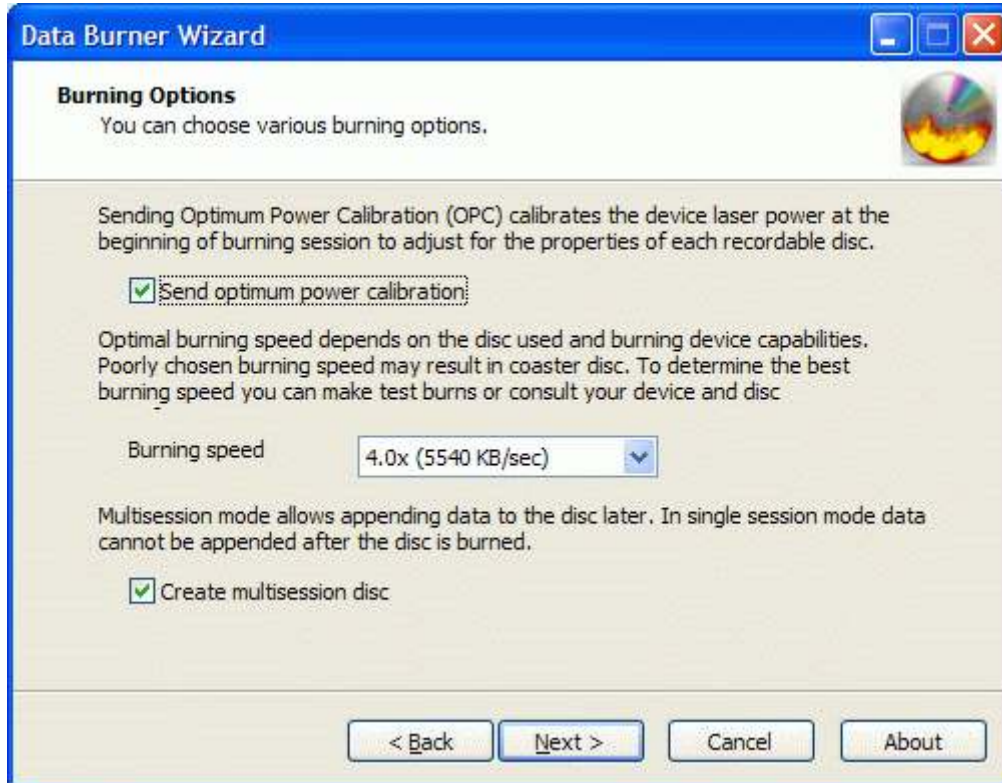 Data Burner Wizard
Burning Options
You can choose various burning options.
Sending Optimum Power Calibration (OPC) calibrates the device laser power at the
beginning of burning session to adjust for the properties of each recordable disc.
Send optimum power calibration
Optimal burning speed depends on the disc used and burning device capabilities.
Poorly chosen burning speed may result in coaster disc. To determine the best
burning speed you can make test burns or consult your device and disc
Burning speed
4.0x (5540 KB/sec)
Multisession mode allows appending data to the disc later. In single session mode data
cannot be appended after the disc is burned.
Create multisession disc
< Back
Next >
Cancel
About